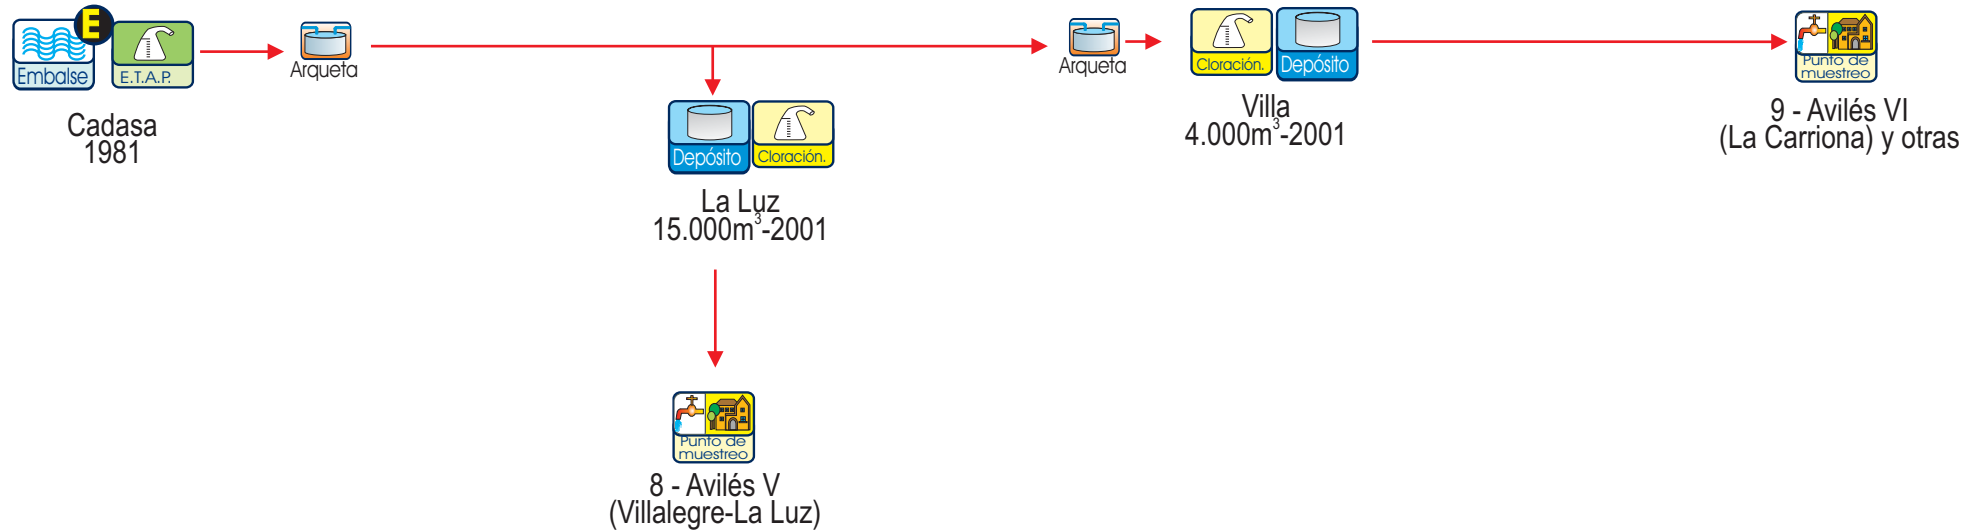 E
Embalse
E.T.A.P.
Cadasa
1981
Arqueta
Arqueta
Cloración.
Depósito
Villa
4.000m³-2001
Punto de
muestreo
9 - Avilés VI
(La Carriona) y otras
Depósito
Cloración.
La Luz
15.000m³-2001
Punto de
muestreo
8 - Avilés V
(Villalegre-La Luz)